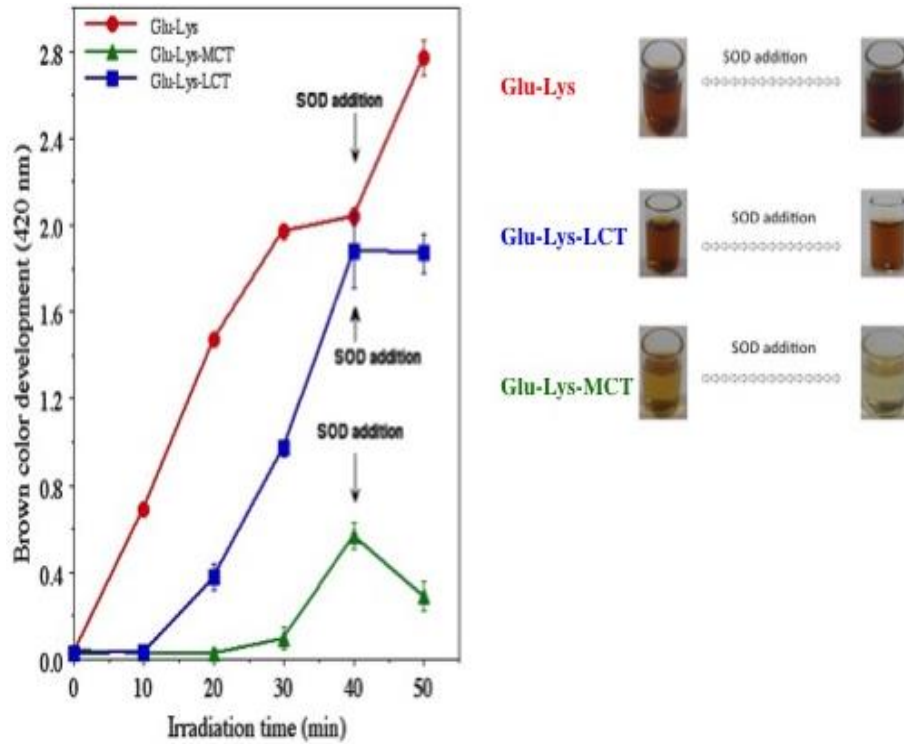 Glu-Lys
Glu-Lys-MCT
Glu-Lys-LCT
2.8
2.4
2.0
1.6
1.2
0.8
0.4
0.0
Brown color development (420 nm)
SOD addition
SOD addition
SOD addition
0 10 20 30 40 50
Irradiation time (min)
Glu-Lys
SOD addition
Glu-Lys-LCT
SOD addition
Glu-Lys-MCT
SOD addition